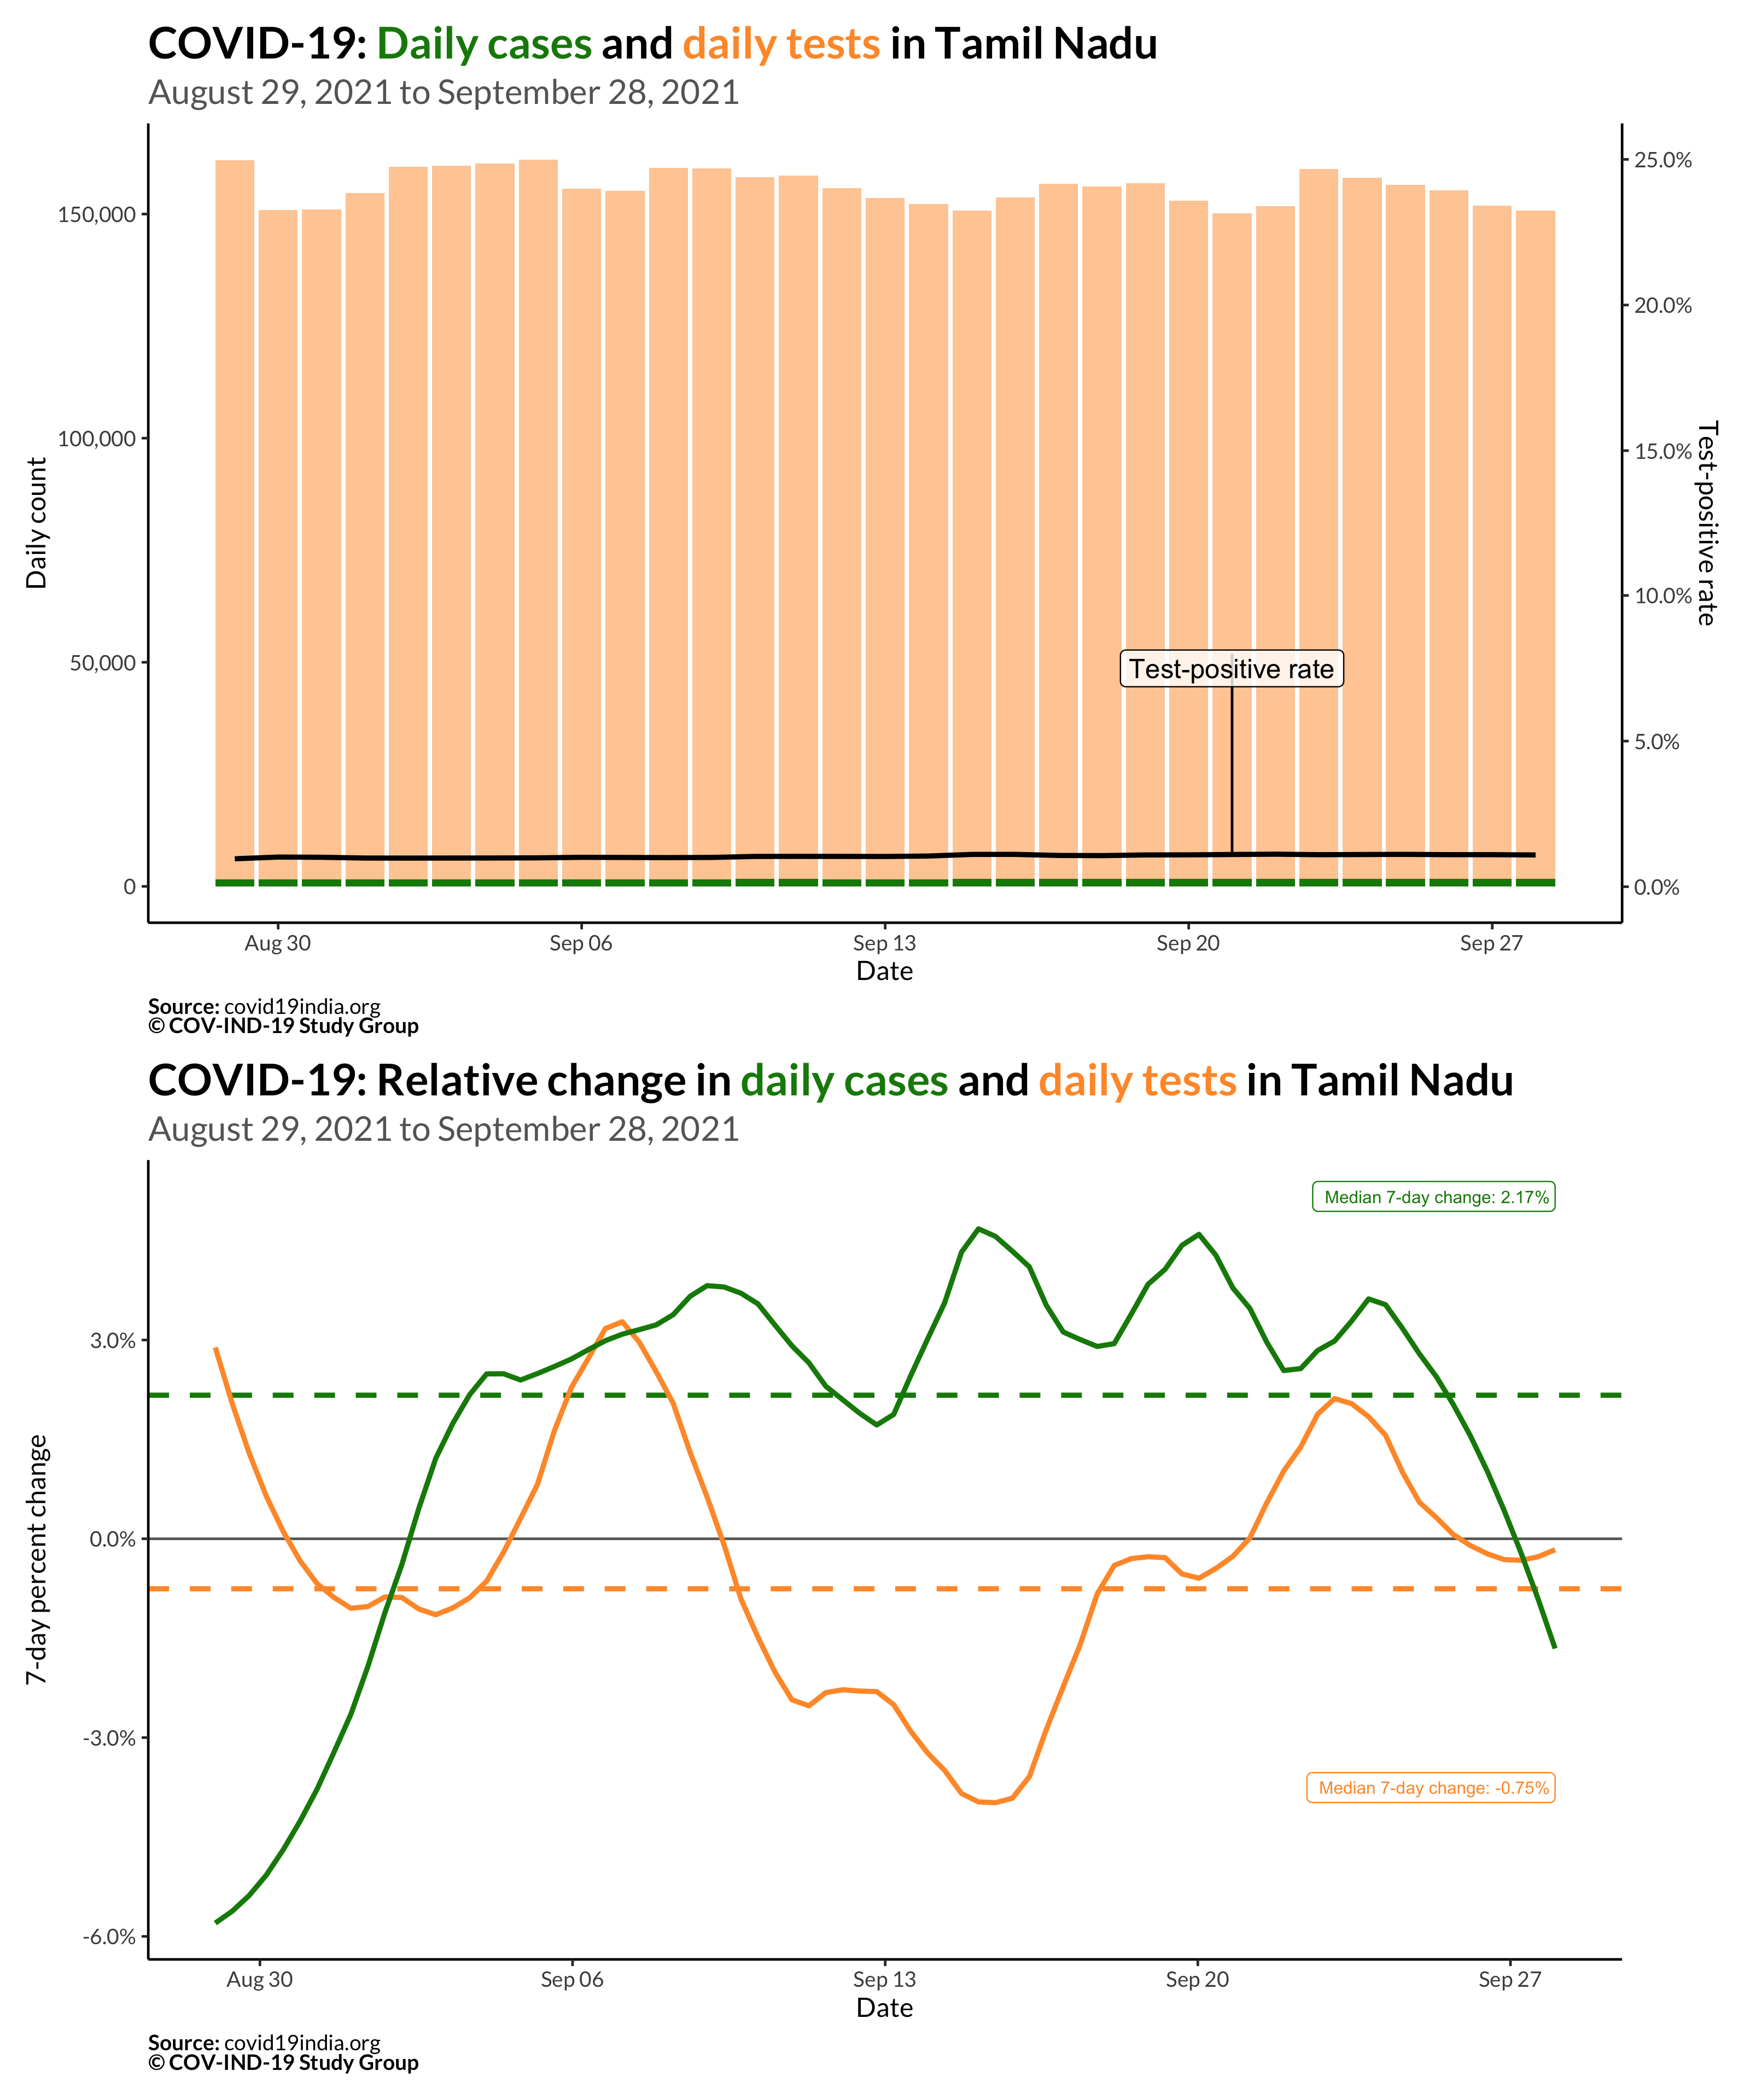 COVID-19: Daily cases and daily tests in Tamil Nadu
August 29, 2021 to September 28, 2021
Daily count
150,000
100,000
50,000
0
25.0%
20.0%
15.0%
10.0%
5.0%
0.0%
Test-positive rate
Test-positive rate
Aug 30
Sep 06
Sep 13
Sep 20
Sep 27
Date
Source: covid19india.org
© COV-IND-19 Study Group
COVID-19: Relative change in daily cases and daily tests in Tamil Nadu
August 29, 2021 to September 28, 2021
7-day percent change
3.0%
0.0%
-3.0%
-6.0%
Median 7-day change: 2.17%
Median 7-day change: -0.75%
Aug 30
Sep 06
Sep 13
Sep 20
Sep 27
Date
Source: covid19india.org
© COV-IND-19 Study Group